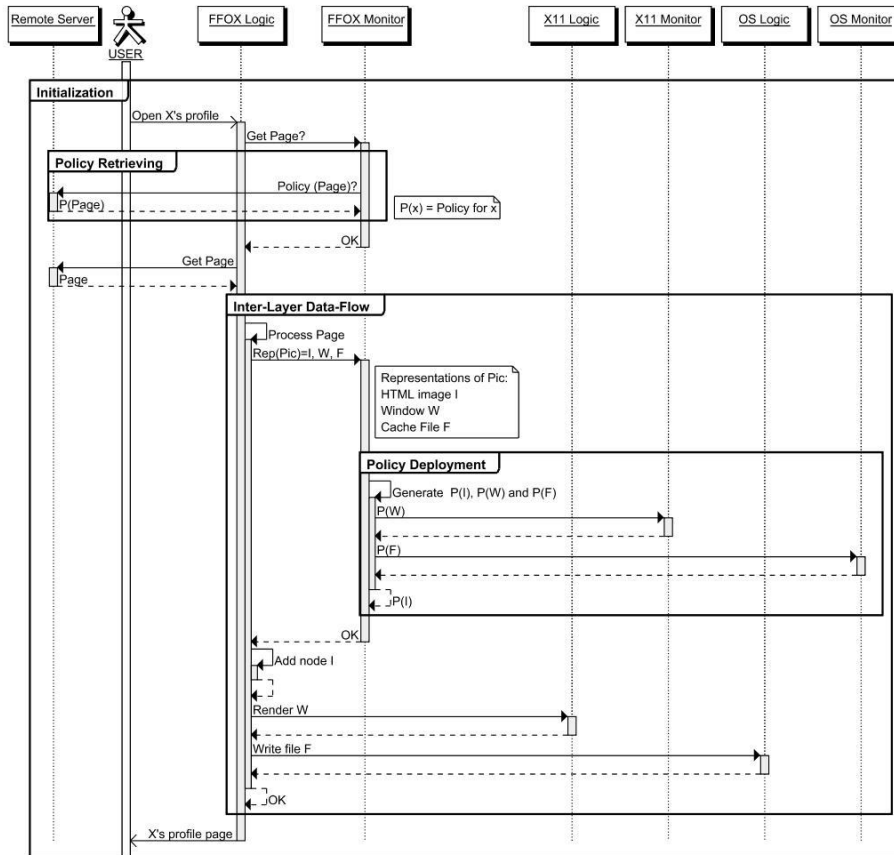 Remote Server
USER
FFOX Logic
FFOX Monitor
X11 Logic
X11 Monitor
OS Logic
OS Monitor
Initialization
Open X's profile
Get Page?
Policy Retrieving
Policy (Page)?
P(Page)
P(x) = Policy for x
OK
Get Page
Page
Inter-Layer Data-Flow
Process Page
Rep(Pic)=I, W, F
Representations of Pic:
HTML image I
Window W
Cache File F
Policy Deployment
Generate P(I), P(W) and P(F)
P(W)
P(F)
P(I)
OK
Add node I
Render W
Write file F
OK
X's profile page